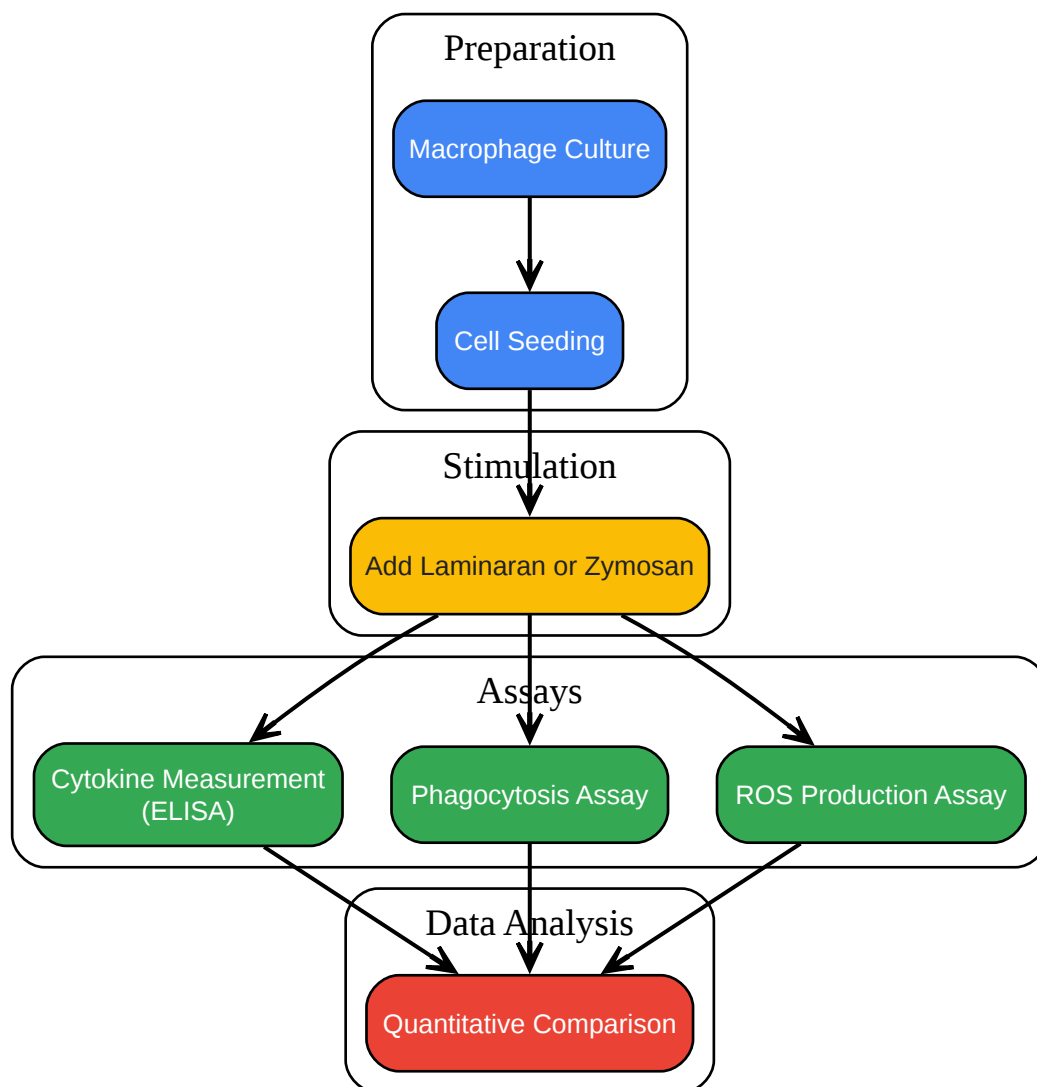 Preparation
Macrophage Culture
Cell Seeding
Stimulation
Add Laminaran or Zymosan
Assays
Cytokine Measurement
(ELISA)
Phagocytosis Assay
ROS Production Assay
Data Analysis
Quantitative Comparison